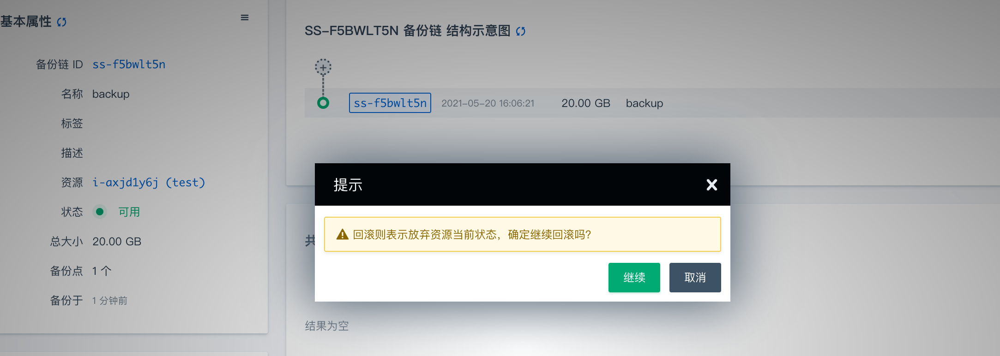 基本属性
备份链 ID ss-f5bwlt5n
名称 backup
标签
描述
资源 i-axjd1y6j (test)
状态 可用
总大小 20.00 GB
备份点 1 个
备份于 1 分钟前
SS-F5BWLT5N 备份链 结构示意图
ss-f5bwlt5n 2021-05-20 16:06:21 20.00 GB backup
提示
回滚则表示放弃资源当前状态，确定继续回滚吗?
继续 取消
共
结果为空